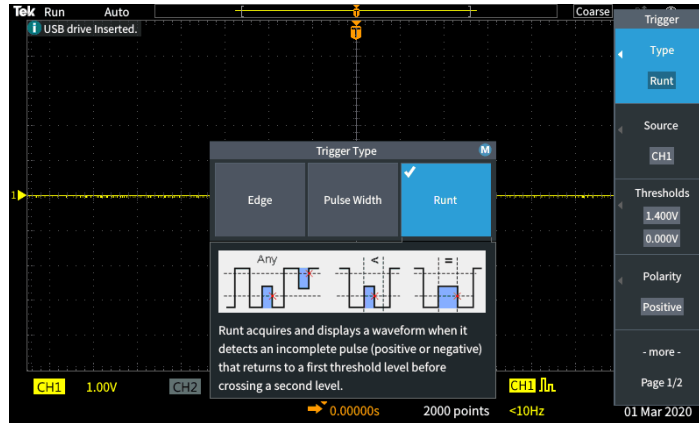 Tek Run Auto Coarse
USB drive Inserted.
Trigger
Type
Runt
Source
CH1
Thresholds
1.400V
0.000V
Polarity
Positive
- more -
Page 1/2
T
1
Trigger Type M
Edge Pulse Width Runt
Any < =
Runt acquires and displays a waveform when it
detects an incomplete pulse (positive or negative)
that returns to a first threshold level before
crossing a second level.
CH1 1.00V CH2 CH1
0.00000s 2000 points <10Hz 01 Mar 2020